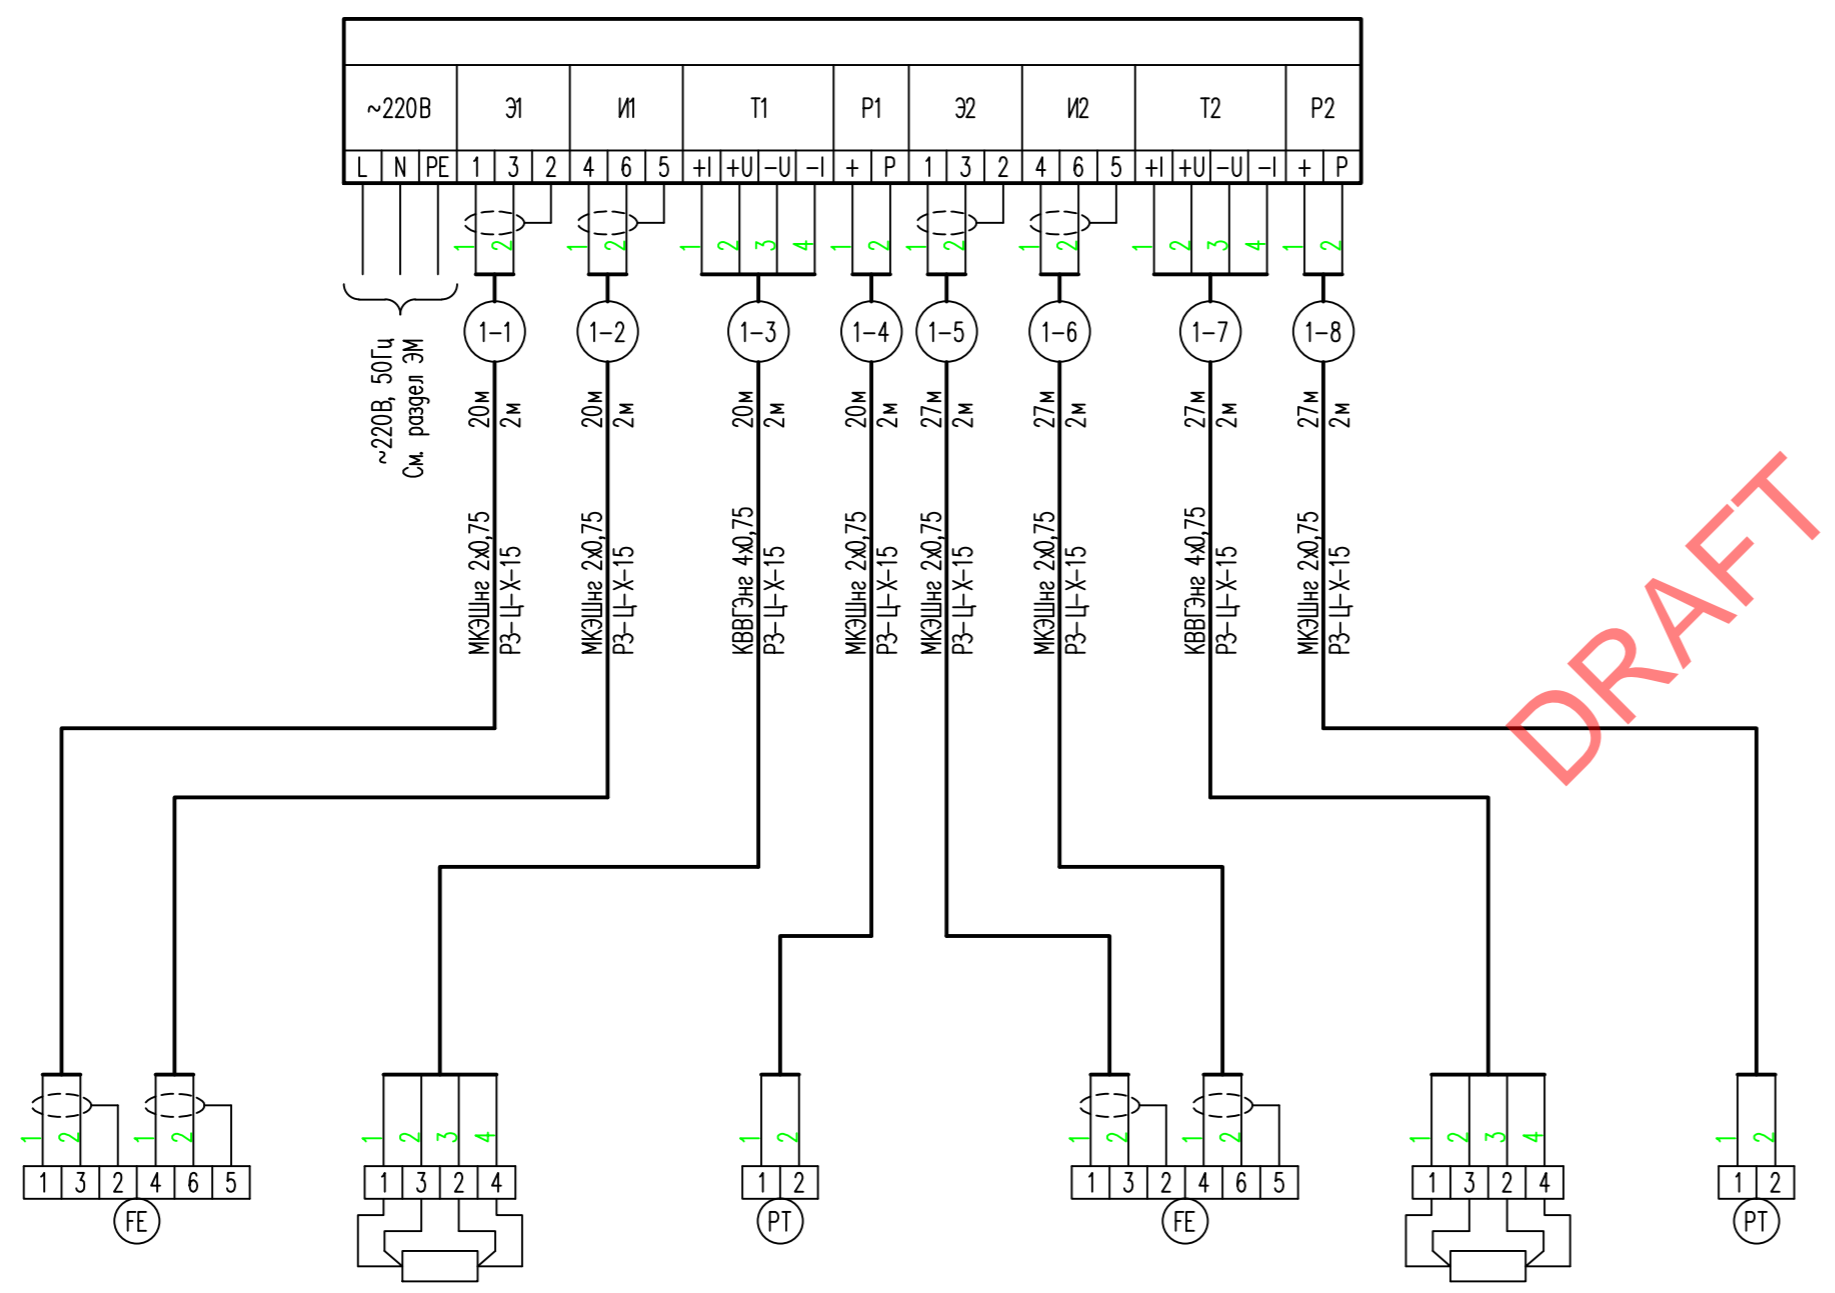 ~220В Э1 И1 Т1 Р1 Э2 И2 Т2 Р2
L N PE 1 3 2 4 6 5 +I +U −U −I + P 1 3 2 4 6 5 +I +U −U −I + P
1 2 1 2 1 2 3 4 1 2 1 2 1 2 1 2 3 4 1 2
1−1 1−2 1−3 1−4 1−5 1−6 1−7 1−8
~220В, 50Гц
См. раздел ЭМ
МКЭШнг 2х0,75 20м
РЗ−Ц−Х−15 2м
МКЭШнг 2х0,75 20м
РЗ−Ц−Х−15 2м
КВВГЭнг 4х0,75 20м
РЗ−Ц−Х−15 2м
МКЭШнг 2х0,75 20м
РЗ−Ц−Х−15 2м
МКЭШнг 2х0,75 27м
РЗ−Ц−Х−15 2м
МКЭШнг 2х0,75 27м
РЗ−Ц−Х−15 2м
КВВГЭнг 4х0,75 27м
РЗ−Ц−Х−15 2м
МКЭШнг 2х0,75 27м
РЗ−Ц−Х−15 2м
DRAFT
1 2 1 2 1 2 3 4 1 2 1 2 1 2 1 2 3 4 1 2
1 3 2 4 6 5 1 3 2 4 1 2 1 3 2 4 6 5 1 3 2 4 1 2
FE PT FE PT